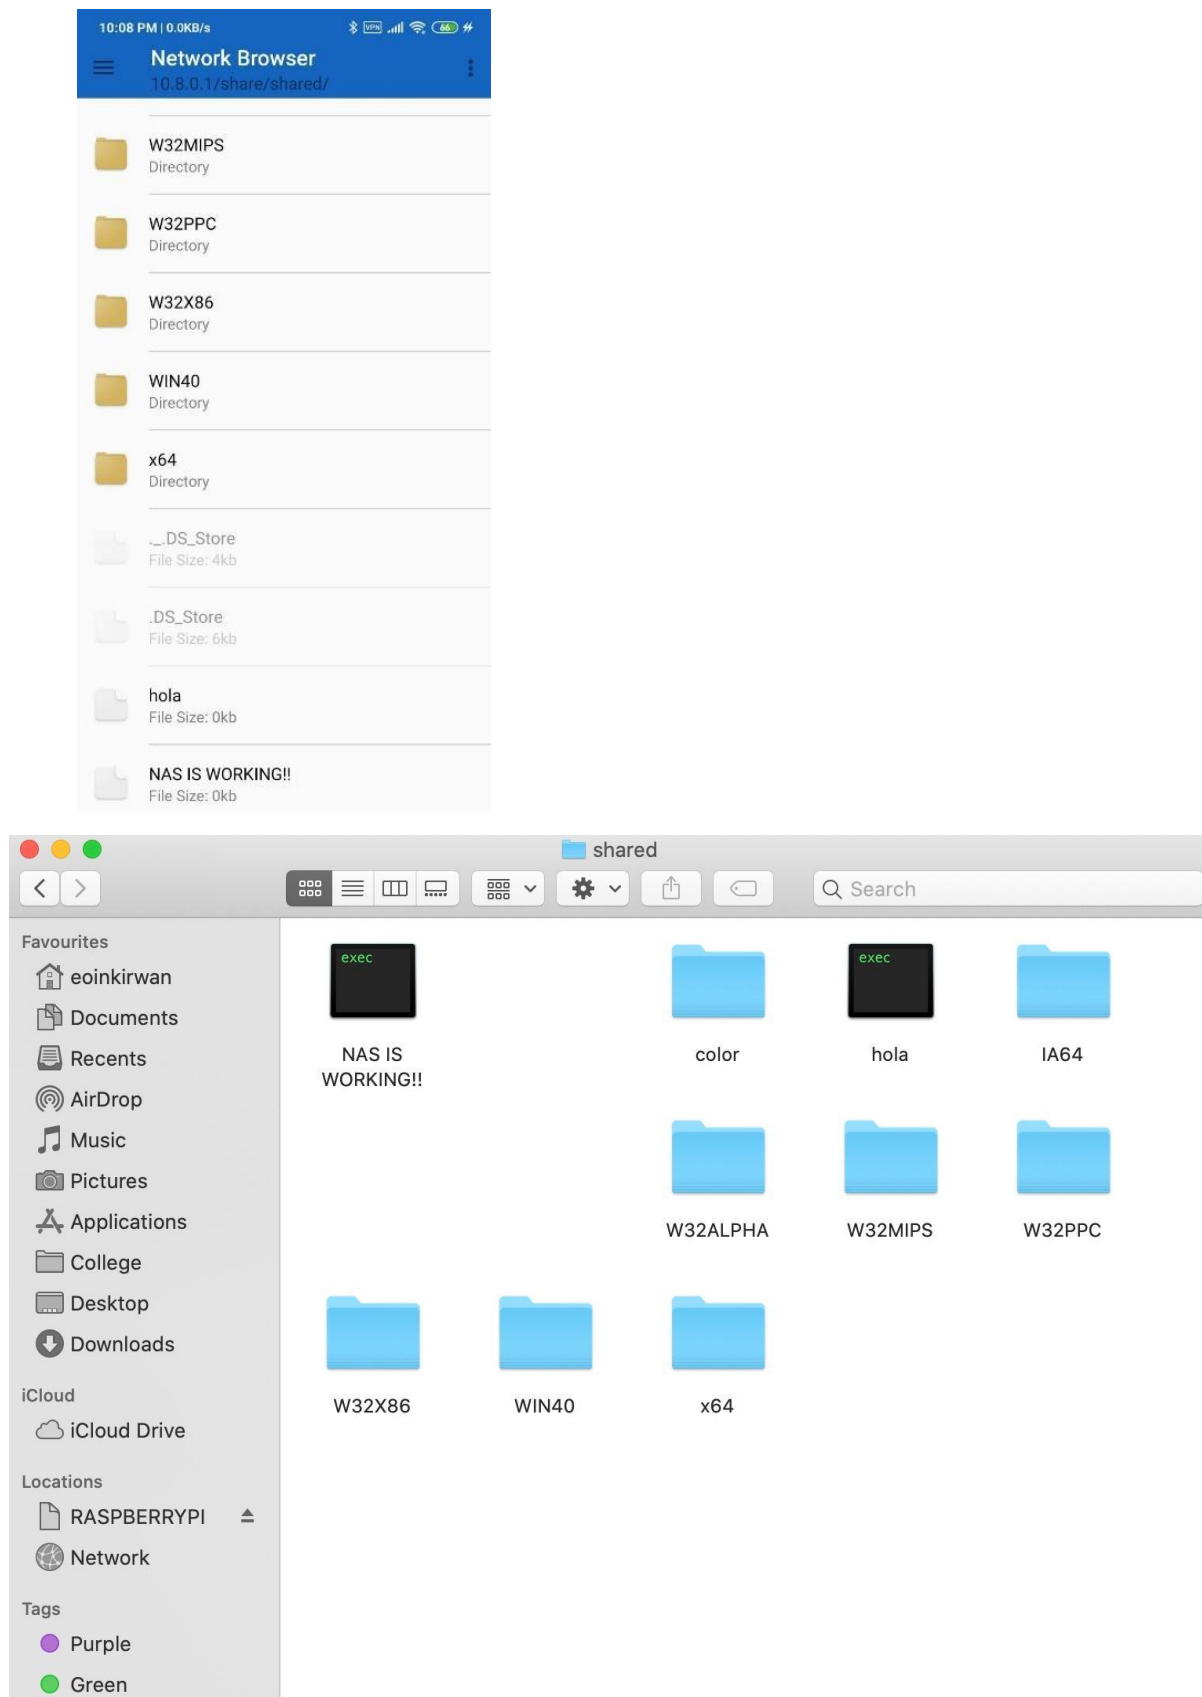 10:08 PM | 0.0KB/s VPN 66
Network Browser
10.8.0.1/share/shared/
W32MIPS
Directory
W32PPC
Directory
W32X86
Directory
WIN40
Directory
x64
Directory
._.DS_Store
File Size: 4kb
.DS_Store
File Size: 6kb
hola
File Size: 0kb
NAS IS WORKING!!
File Size: 0kb
shared
Search
Favourites
eoinkirwan
Documents
Recents
AirDrop
Music
Pictures
Applications
College
Desktop
Downloads
iCloud
iCloud Drive
Locations
RASPBERRYPI
Network
Tags
Purple
Green
exec
exec
NAS IS
WORKING!!
color
hola
IA64
W32ALPHA
W32MIPS
W32PPC
W32X86
WIN40
x64